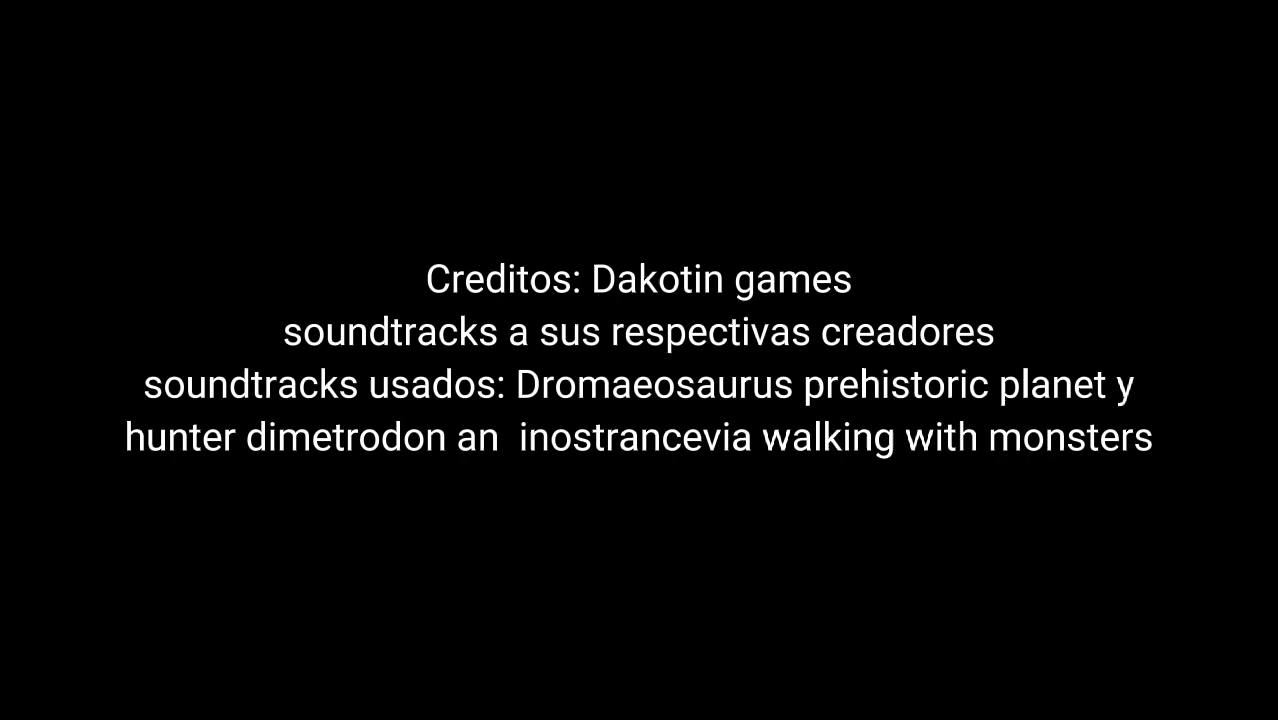 Creditos: Dakotin games
soundtracks a sus respectivas creadores
soundtracks usados: Dromaeosaurus prehistoric planet y
hunter dimetrodon an  inostrancevia walking with monsters